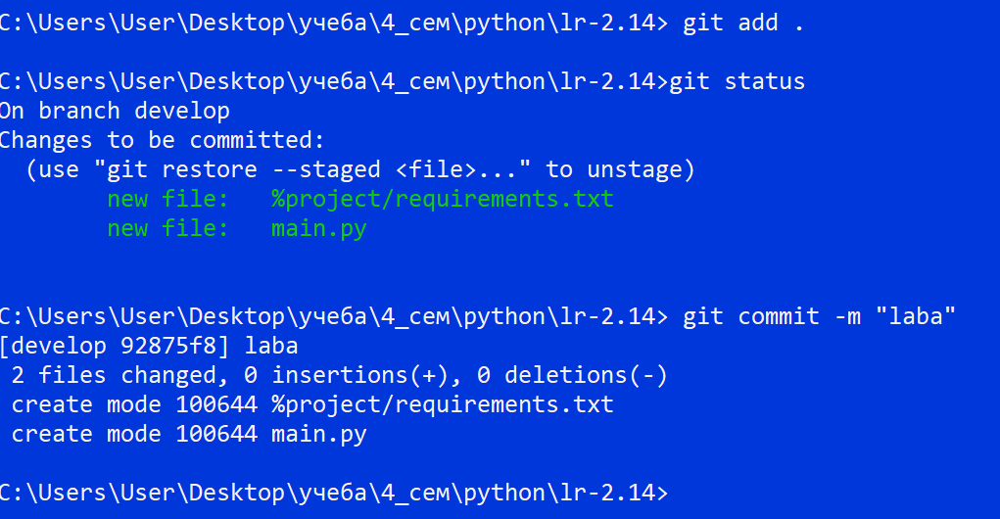 C:\Users\User\Desktop\учеба\4_сем\python\lr-2.14> git add .
C:\Users\User\Desktop\учеба\4_сем\python\lr-2.14>git status
On branch develop
Changes to be committed:
  (use "git restore --staged <file>..." to unstage)
        new file:   %project/requirements.txt
        new file:   main.py
C:\Users\User\Desktop\учеба\4_сем\python\lr-2.14> git commit -m "laba"
[develop 92875f8] laba
 2 files changed, 0 insertions(+), 0 deletions(-)
 create mode 100644 %project/requirements.txt
 create mode 100644 main.py
C:\Users\User\Desktop\учеба\4_сем\python\lr-2.14>